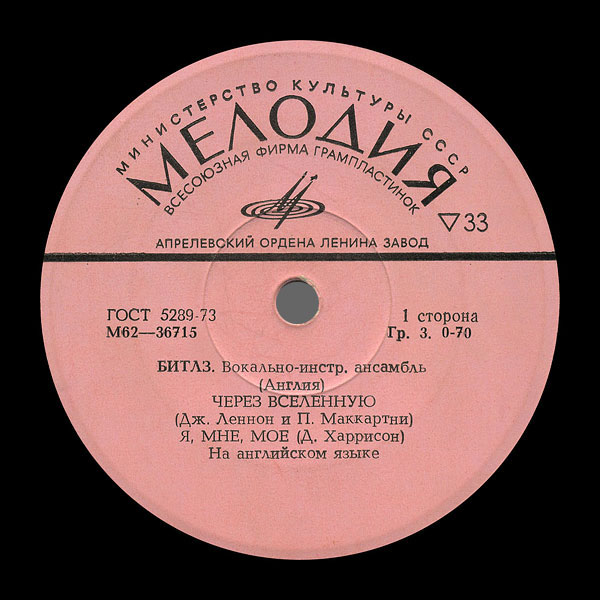 МИНИСТЕРСТВО КУЛЬТУРЫ СССР
МЕЛОДИЯ
ВСЕСОЮЗНАЯ ФИРМА ГРАМПЛАСТИНОК
▽33
АПРЕЛЕВСКИЙ ОРДЕНА ЛЕНИНА ЗАВОД
ГОСТ 5289-73
1 сторона
М62—36715
Гр. 3. 0-70
БИТЛЗ. Вокально-инстр. ансамбль
(Англия)
ЧЕРЕЗ ВСЕЛЕННУЮ
(Дж. Леннон и П. Маккартни)
Я, МНЕ, МОЕ (Д. Харрисон)
На английском языке